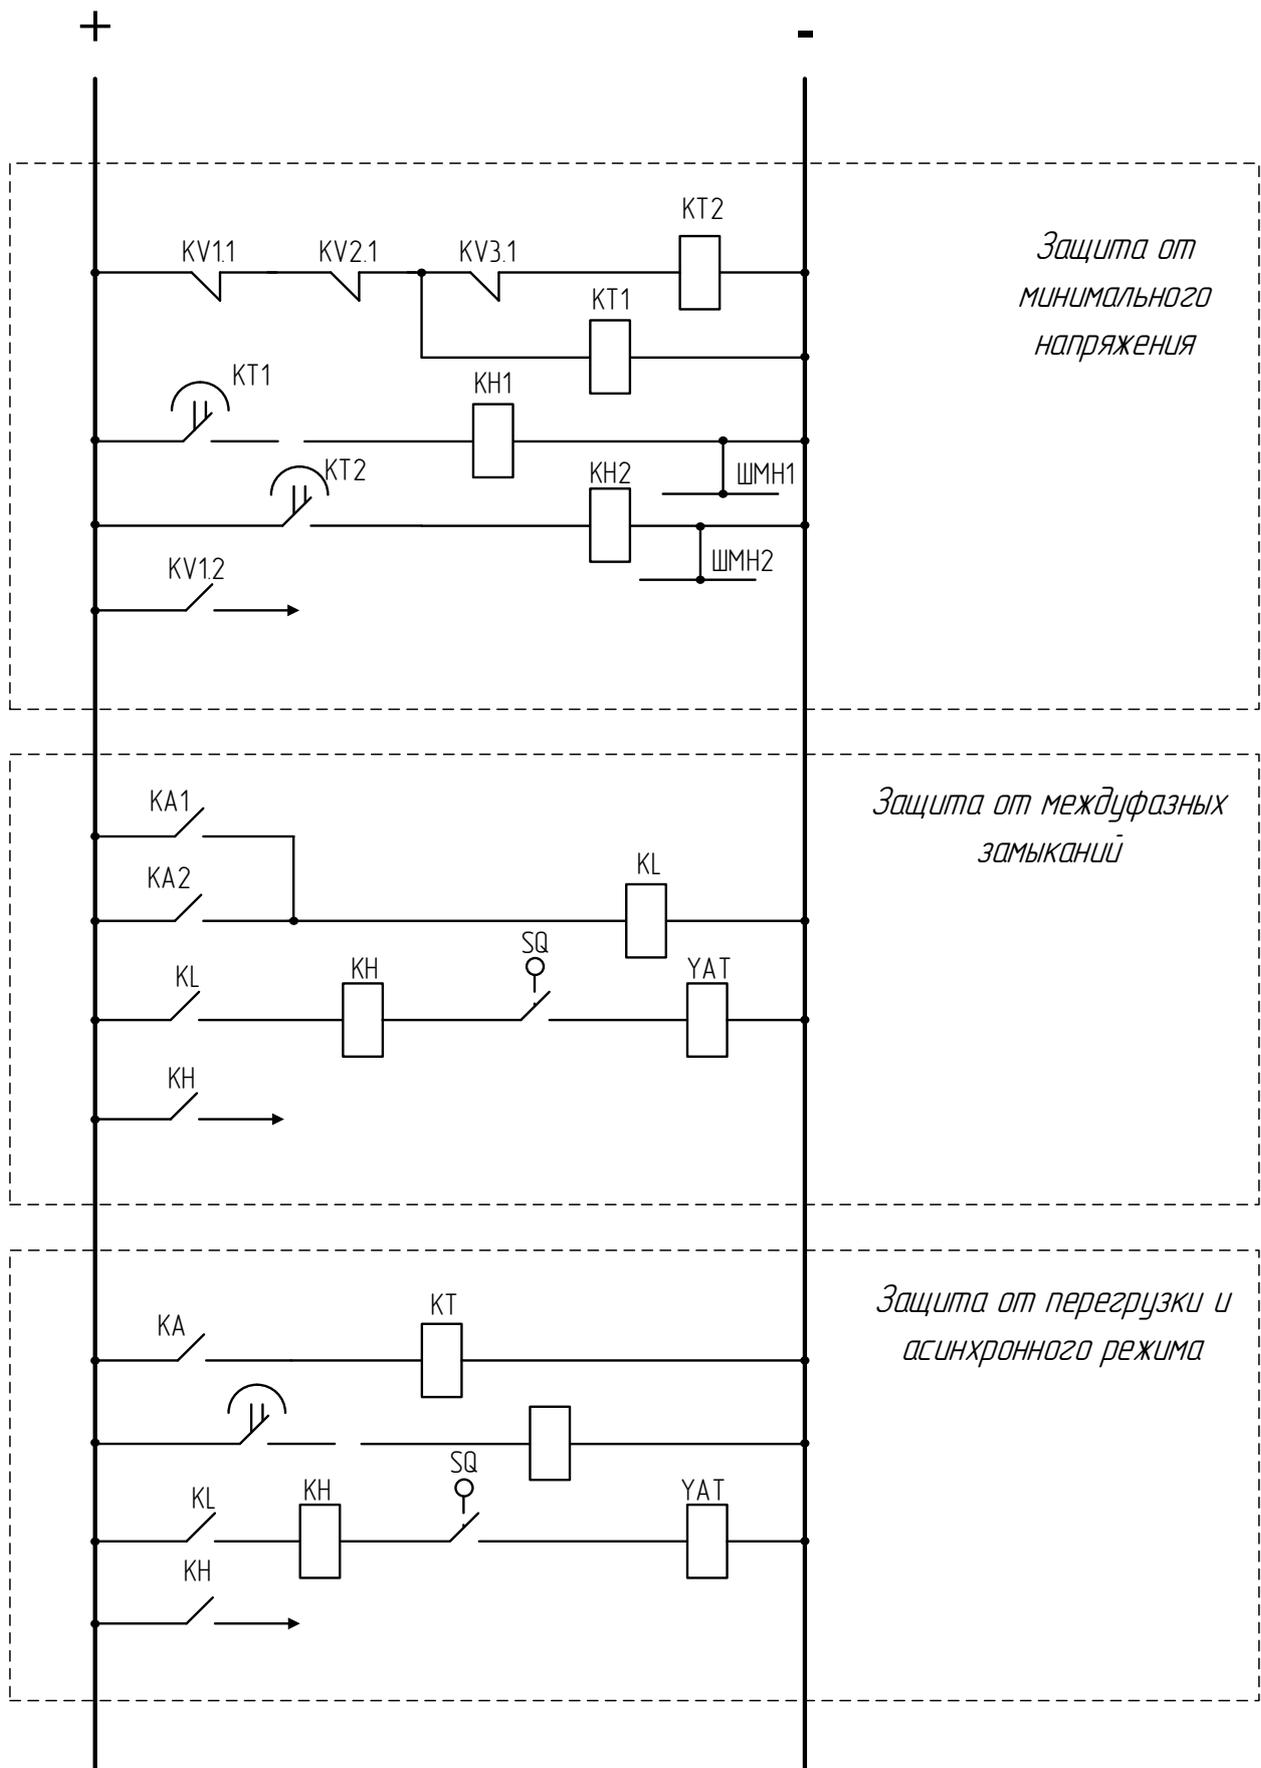 + -
KT2
KV1.1 KV2.1 KV3.1
Защита от
минимального
напряжения
KT1
KT1
KH1
KT2
KH2
ШМН1
ШМН2
KV1.2
KA1
Защита от междуфазных
замыканий
KA2
KL
SQ
KL
KH
YAT
KH
Защита от перегрузки и
асинхронного режима
KA
KT
SQ
KL
KH
YAT
KH